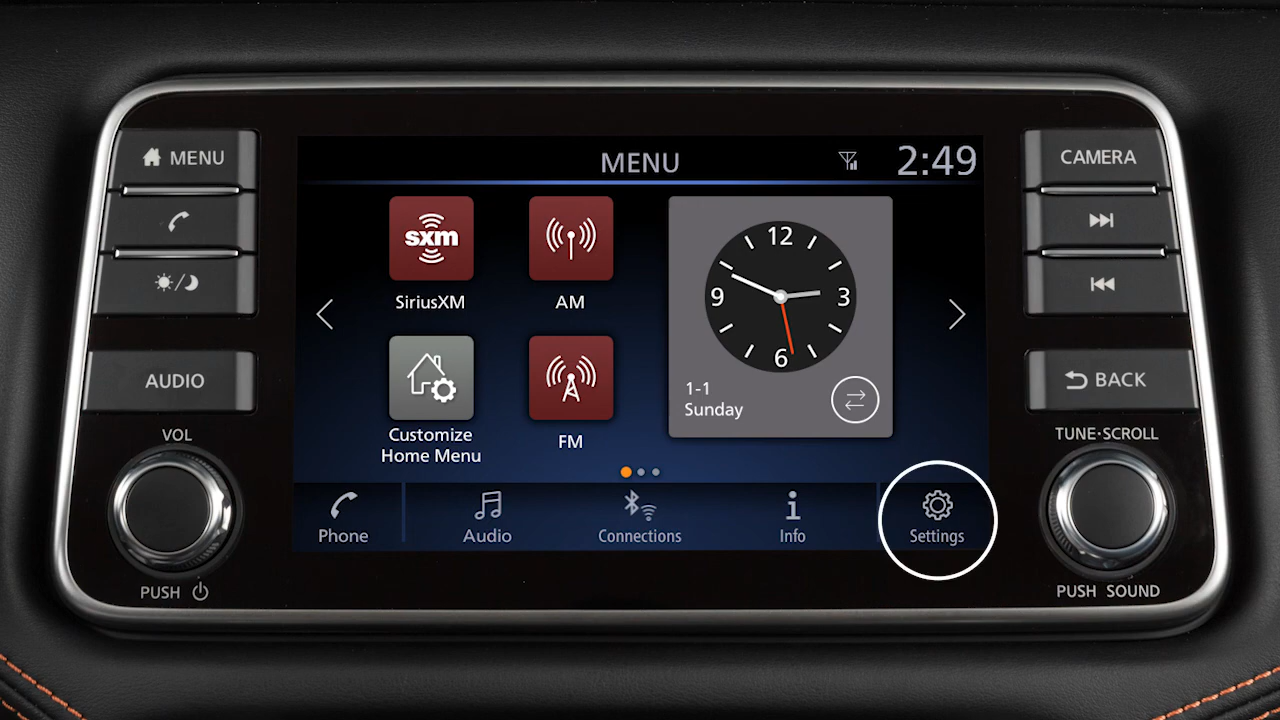 MENU
MENU
2:49
CAMERA
sxm
SiriusXM
AM
12
9
3
6
1-1
Sunday
Customize
Home Menu
FM
AUDIO
BACK
VOL
TUNE·SCROLL
Phone
Audio
Connections
Info
Settings
PUSH
PUSH SOUND